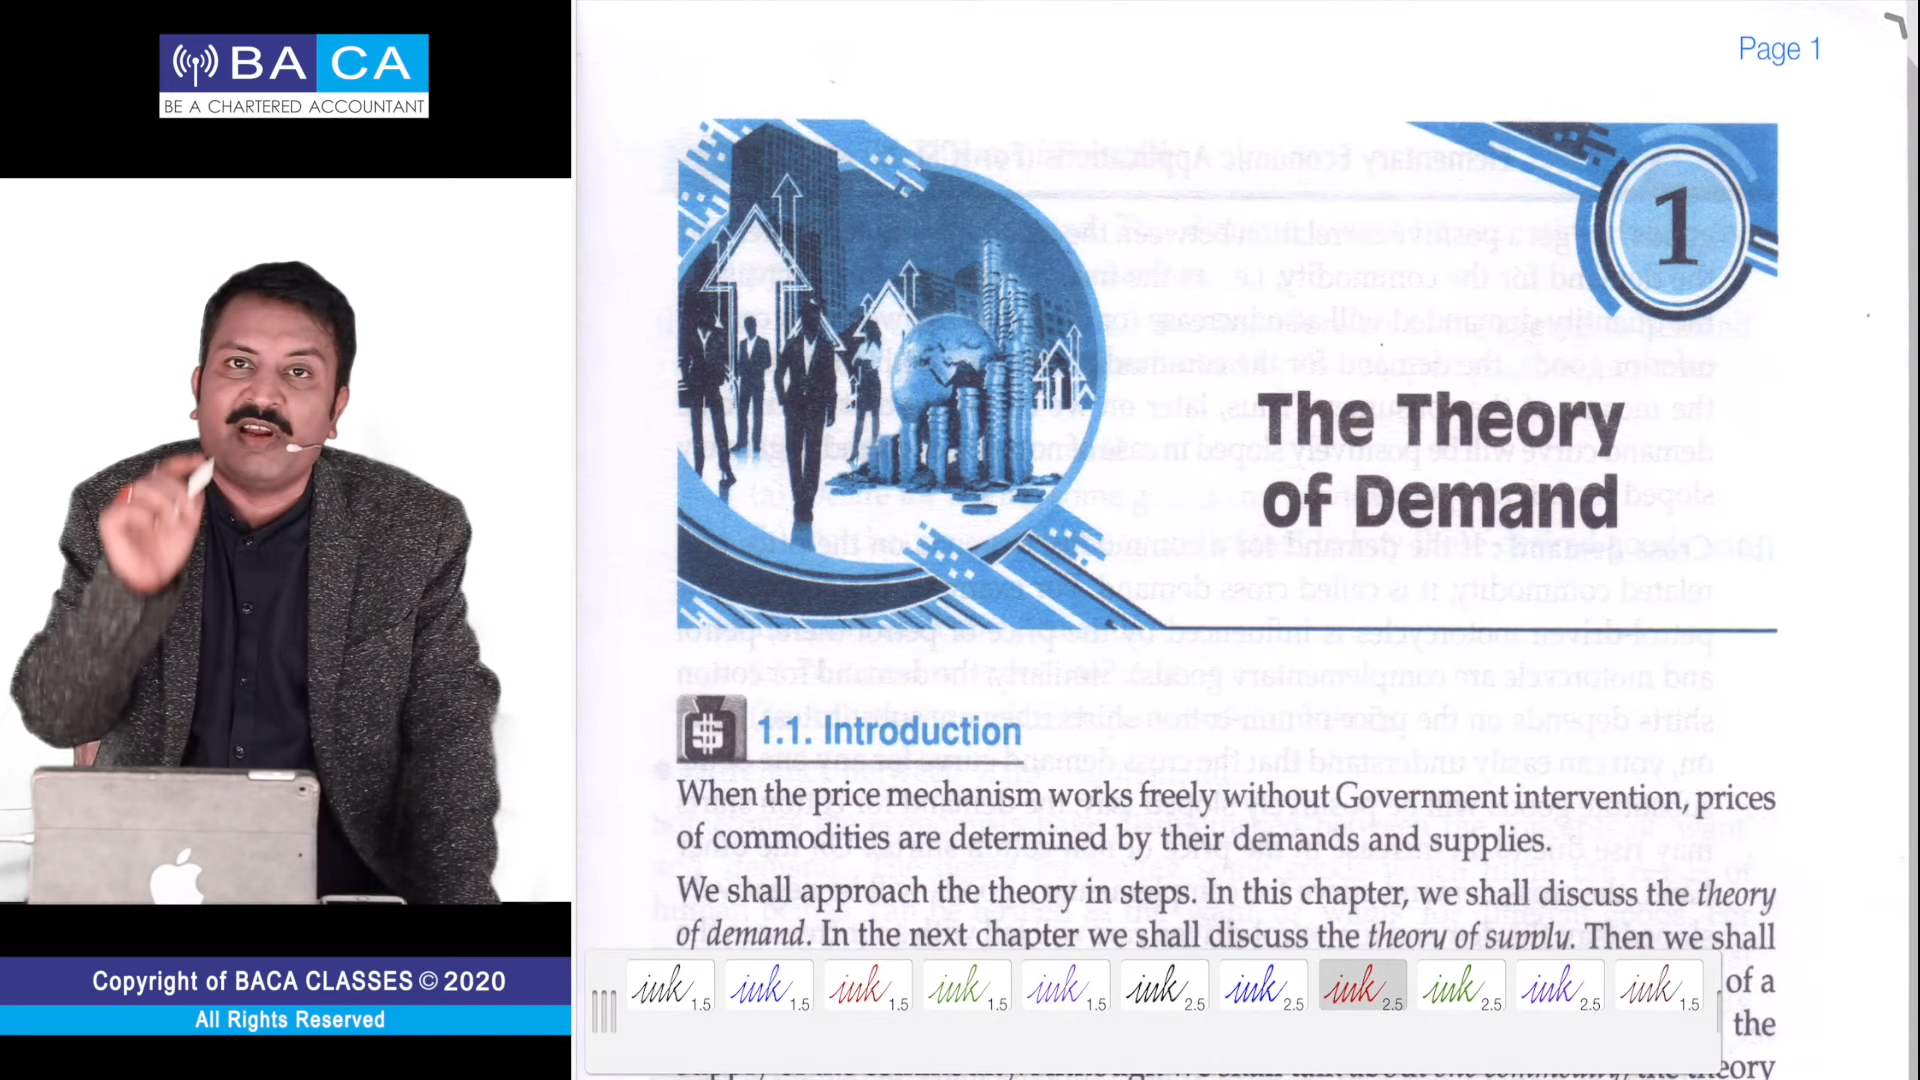 BA CA
BE A CHARTERED ACCOUNTANT
Page 1
1
The Theory
of Demand
1.1. Introduction
When the price mechanism works freely without Government intervention, prices
of commodities are determined by their demands and supplies.
We shall approach the theory in steps. In this chapter, we shall discuss the theory
of demand. In the next chapter we shall discuss the theory of supply. Then we shall
of a
the
theory
ink 1.5 ink 1.5 ink 1.5 ink 1.5 ink 1.5 ink 2.5 ink 2.5 ink 2.5 ink 2.5 ink 2.5 ink 1.5
Copyright of BACA CLASSES © 2020
All Rights Reserved